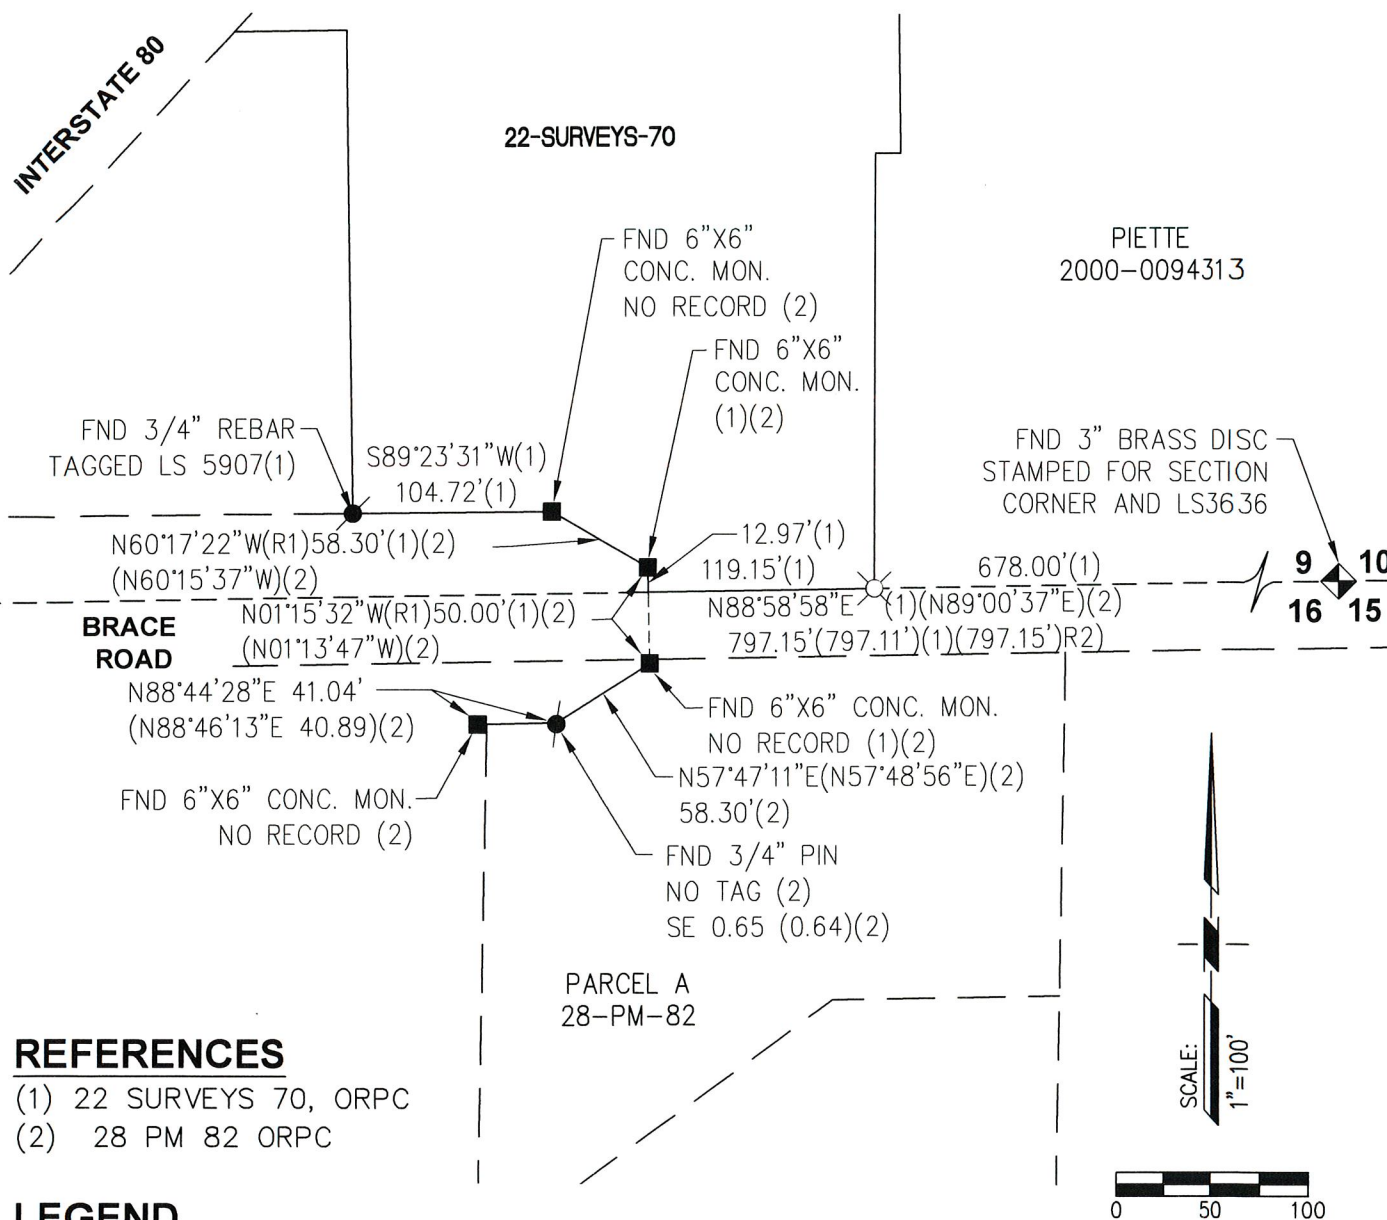 INTERSTATE 80
22-SURVEYS-70
PIETTE
2000-0094313
FND 6"X6"
CONC. MON.
NO RECORD (2)
FND 6"X6"
CONC. MON.
(1)(2)
FND 3/4" REBAR
TAGGED LS 5907(1)
S89°23'31"W(1)
104.72'(1)
FND 3" BRASS DISC
STAMPED FOR SECTION
CORNER AND LS3636
N60°17'22"W(R1)58.30'(1)(2)
(N60°15'37"W)(2)
12.97'(1)
119.15'(1)
678.00'(1)
9 10
16 15
N88°58'58"E (1)(N89°00'37"E)(2)
797.15'(797.11')(1)(797.15')R2)
N01°15'32"W(R1)50.00'(1)(2)
(N01°13'47"W)(2)
BRACE
ROAD
N88°44'28"E 41.04'
(N88°46'13"E 40.89)(2)
FND 6"X6" CONC. MON.
NO RECORD (1)(2)
N57°47'11"E(N57°48'56"E)(2)
58.30'(2)
FND 6"X6" CONC. MON.
NO RECORD (2)
FND 3/4" PIN
NO TAG (2)
SE 0.65 (0.64)(2)
PARCEL A
28-PM-82
REFERENCES
(1) 22 SURVEYS 70, ORPC
(2) 28 PM 82 ORPC
LEGEND
SCALE:
1"=100'
0 50 100